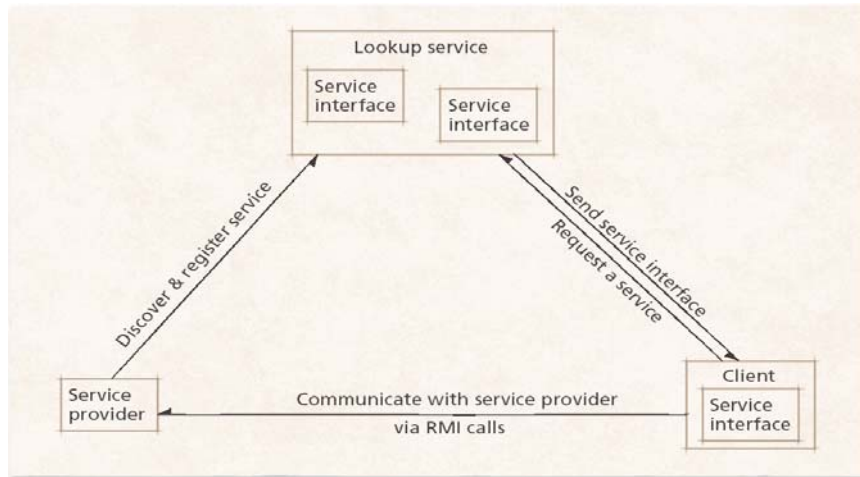 Lookup service
Service
interface
Service
interface
Discover & register service
Send service interface
Request a service
Service
provider
Communicate with service provider
via RMI calls
Client
Service
interface